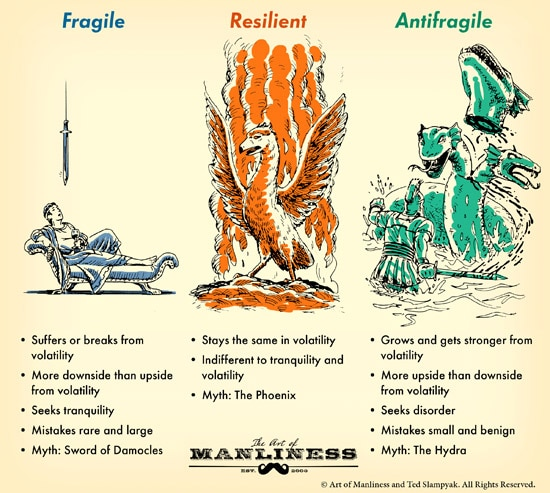 Fragile
Resilient
Antifragile
• Suffers or breaks from
volatility
• More downside than upside
from volatility
• Seeks tranquility
• Mistakes rare and large
• Myth: Sword of Damocles
• Stays the same in volatility
• Indifferent to tranquility and
volatility
• Myth: The Phoenix
• Grows and gets stronger from
volatility
• More upside than downside
from volatility
• Seeks disorder
• Mistakes small and benign
• Myth: The Hydra
The Art of
MANLINESS
EST. 2008
© Art of Manliness and Ted Slampyak. All Rights Reserved.